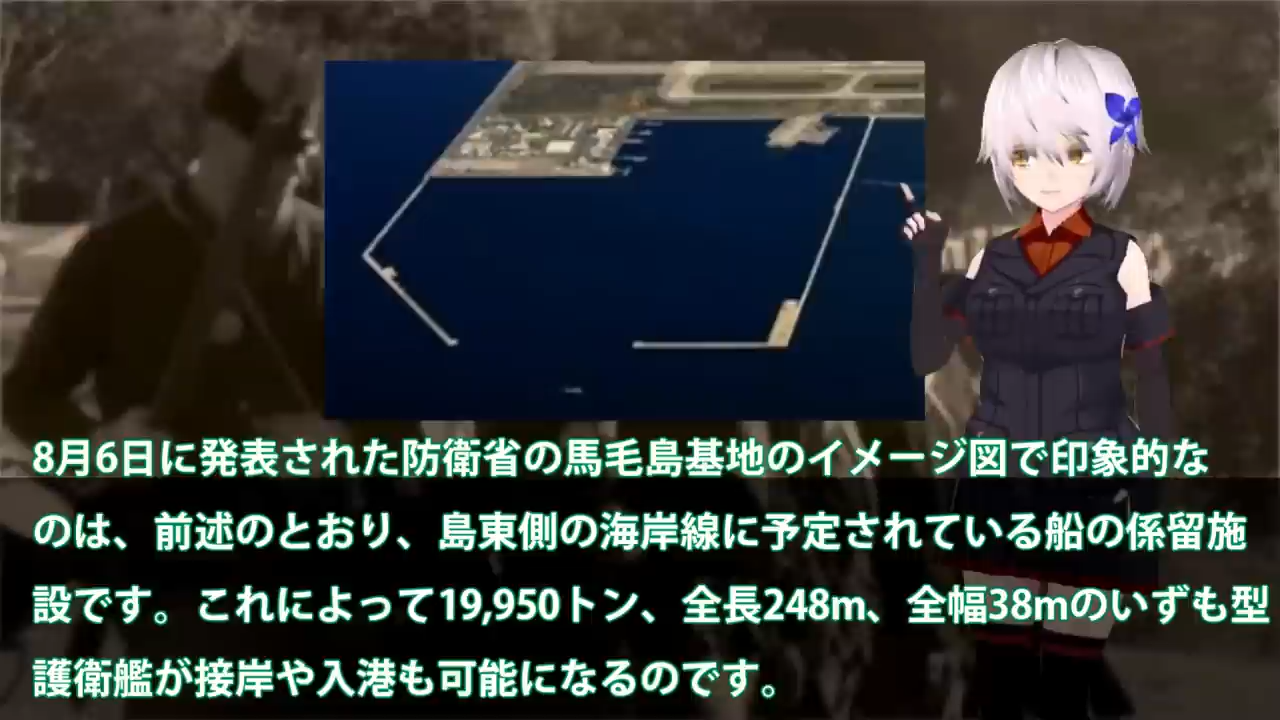 8月6日に発表された防衛省の馬毛島基地のイメージ図で印象的な
のは、前述のとおり、島東側の海岸線に予定されている船の係留施
設です。これによって19,950トン、全長248m、全幅38mのいずも型
護衛艦が接岸や入港も可能になるのです。